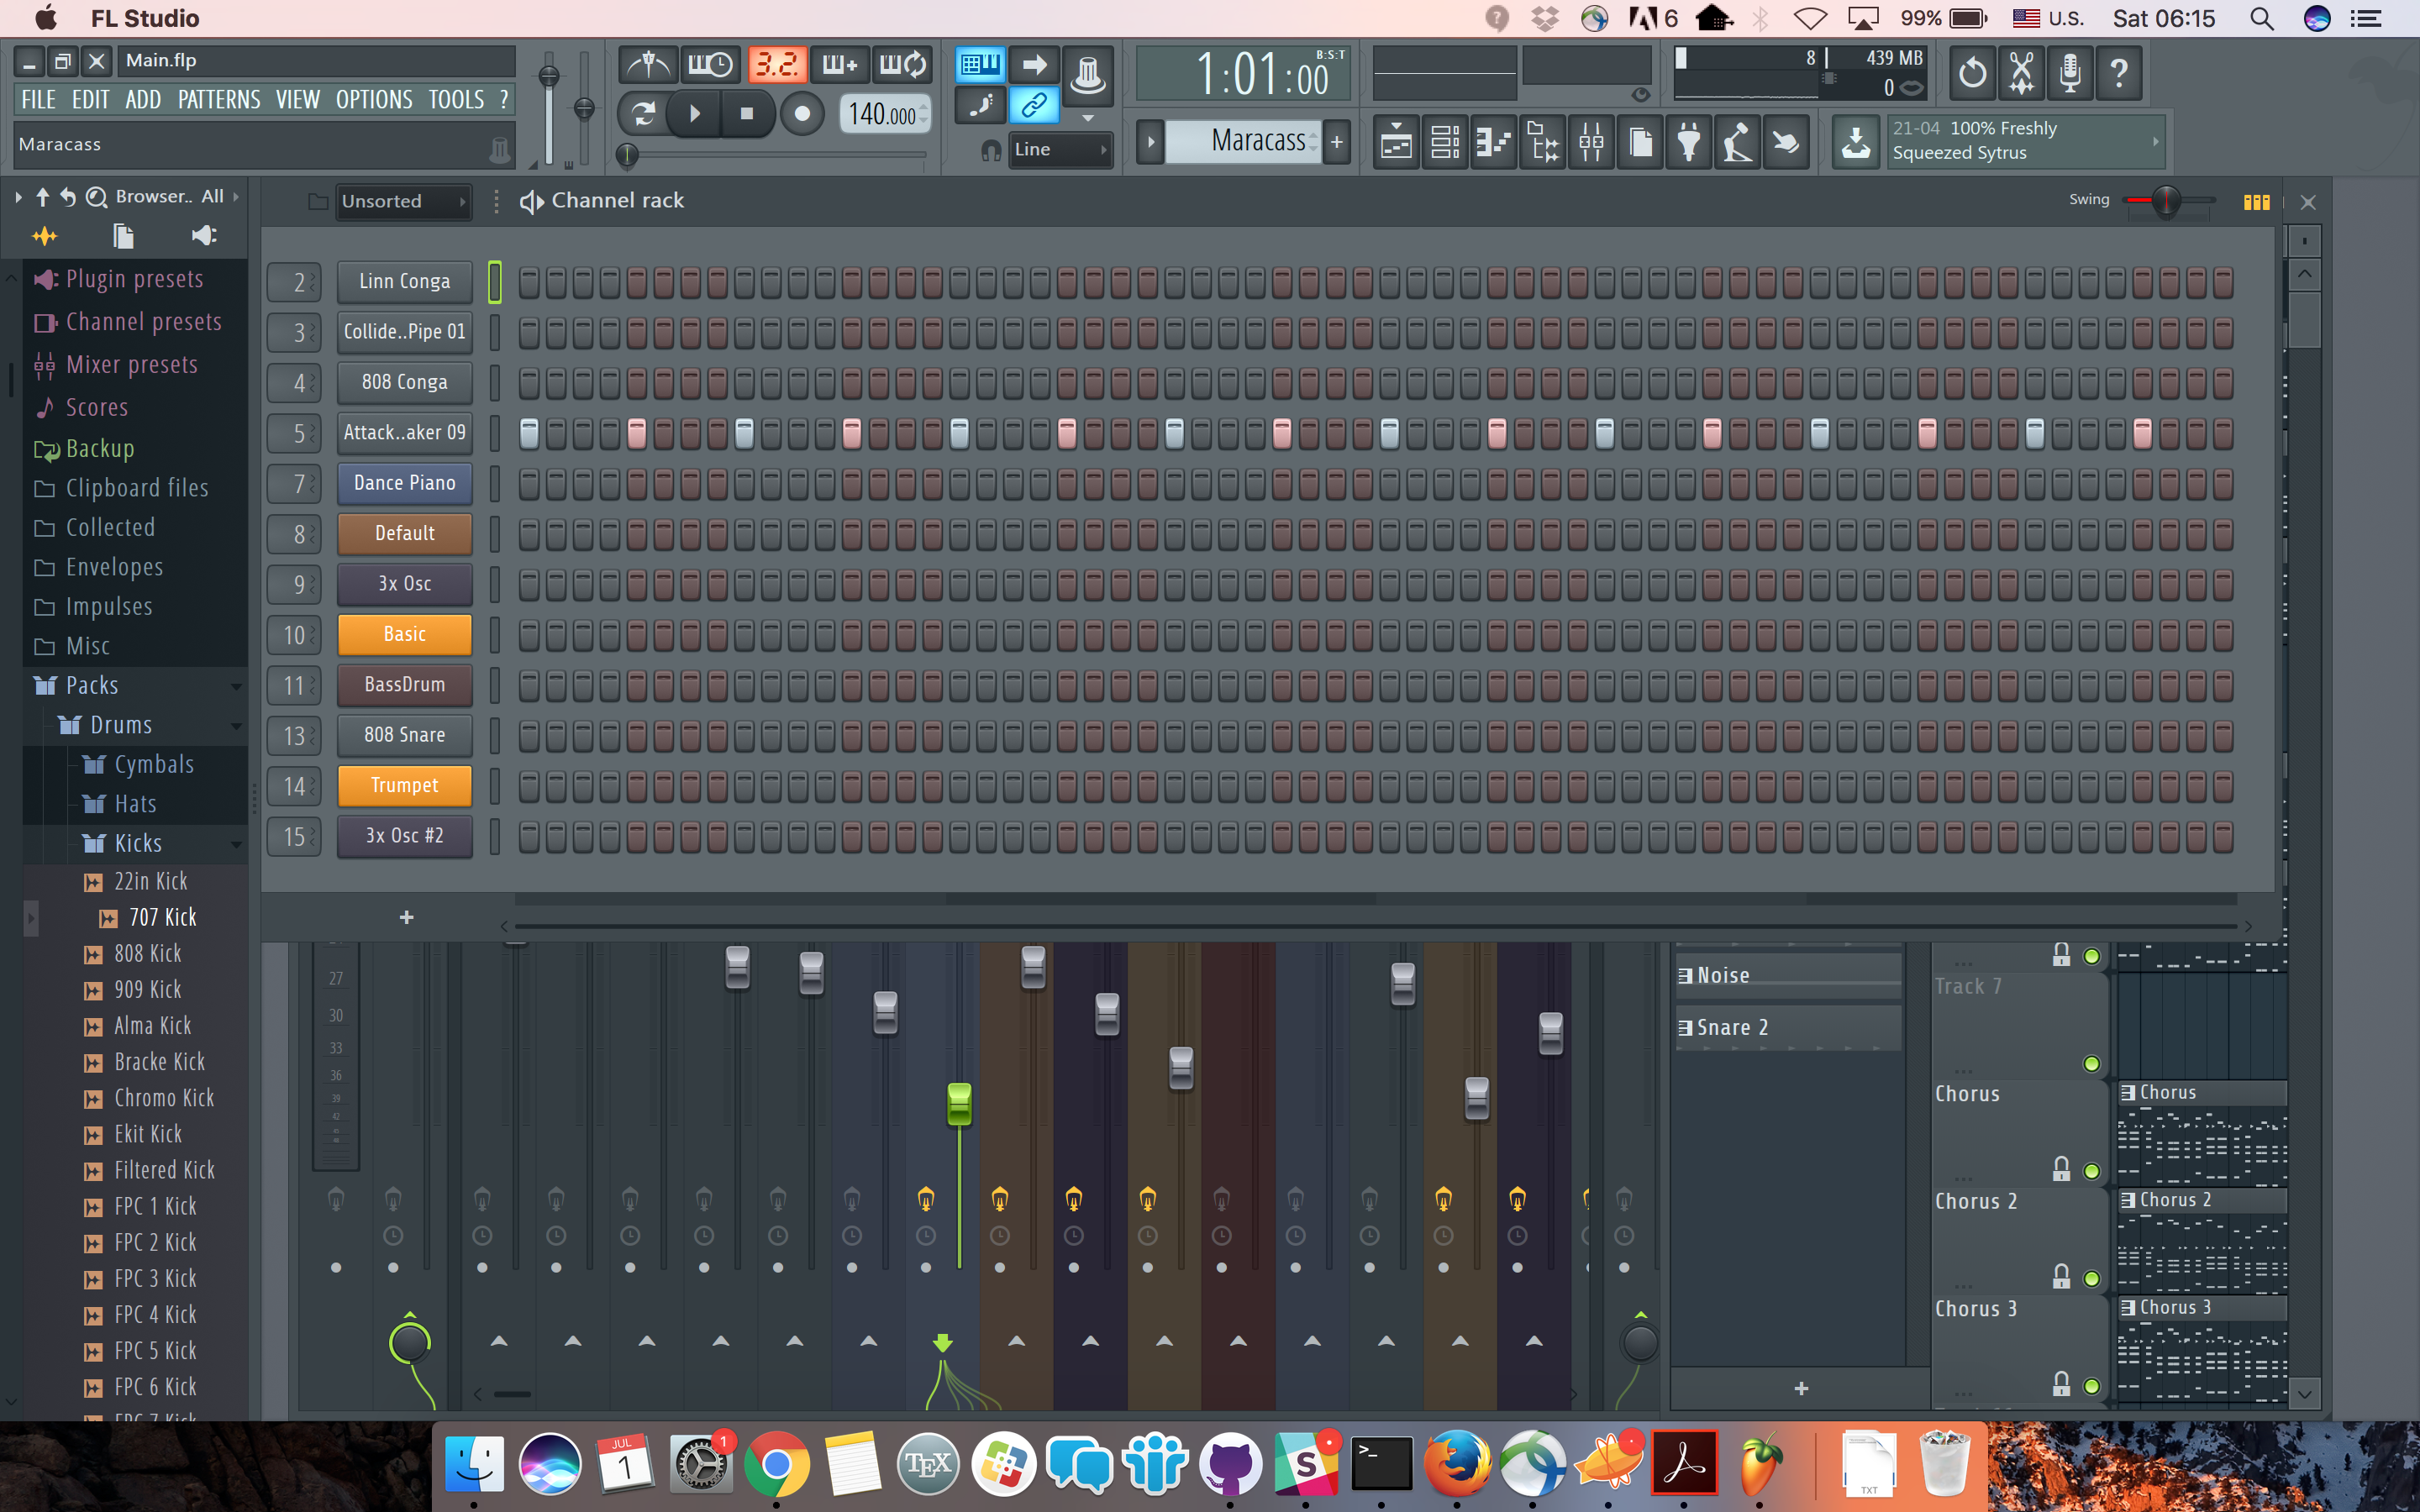 FL Studio
6
99%
U.S.
Sat 06:15
Main.flp
FILE EDIT ADD PATTERNS VIEW OPTIONS TOOLS ?
Maracass
3.2.
140.000
Line
1:01:00
B:S:T
Maracass
+
8
439 MB
0
?
21-04 100% Freshly
Squeezed Sytrus
Browser.. All
Unsorted
Channel rack
Swing
Plugin presets
Channel presets
Mixer presets
Scores
Backup
Clipboard files
Collected
Envelopes
Impulses
Misc
Packs
Drums
Cymbals
Hats
Kicks
22in Kick
707 Kick
808 Kick
909 Kick
Alma Kick
Bracke Kick
Chromo Kick
Ekit Kick
Filtered Kick
FPC 1 Kick
FPC 2 Kick
FPC 3 Kick
FPC 4 Kick
FPC 5 Kick
FPC 6 Kick
FPC 7 Kick
2 Linn Conga
3 Collide..Pipe 01
4 808 Conga
5 Attack..aker 09
7 Dance Piano
8 Default
9 3x Osc
10 Basic
11 BassDrum
13 808 Snare
14 Trumpet
15 3x Osc #2
+
27
30
33
36
39
42
Noise
Snare 2
+
Track 7
Chorus
Chorus
Chorus 2
Chorus 2
Chorus 3
Chorus 3
JUL
1
1
TEX
S
>_
TXT